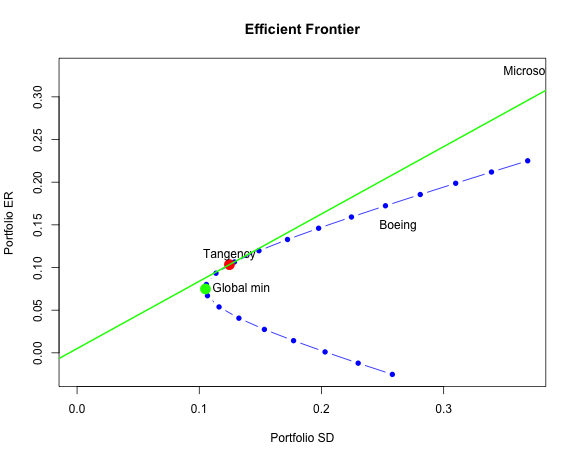 Efficient Frontier
Microso
0.30
0.25
0.20
Portfolio ER
0.15
Boeing
Tangency
0.10
Global min
0.05
0.00
0.0
0.1
0.2
0.3
Portfolio SD